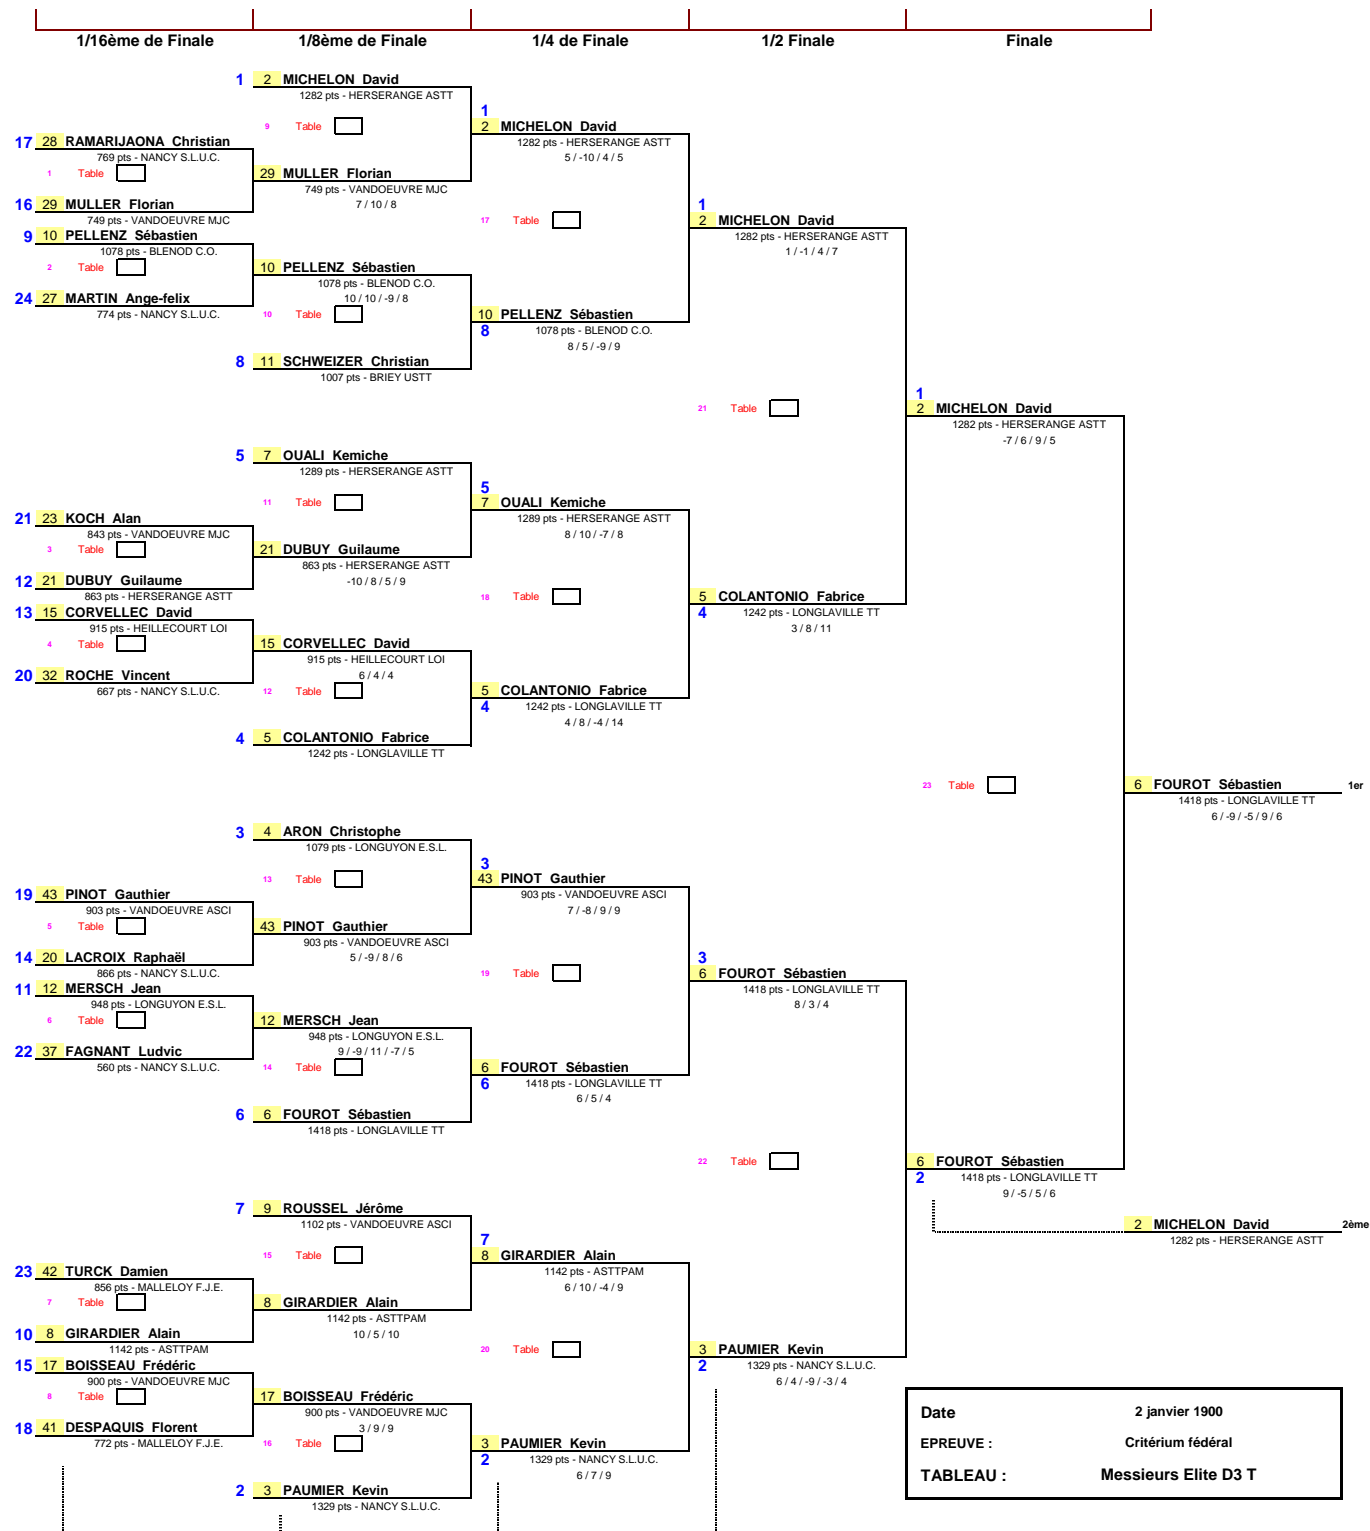 1/16ème de Finale 1/8ème de Finale 1/4 de Finale 1/2 Finale Finale
1 2 MICHELON David
1282 pts - HERSERANGE ASTT
1
9 Table 2 MICHELON David
17 28 RAMARIJAONA Christian 1282 pts - HERSERANGE ASTT
769 pts - NANCY S.L.U.C. 5 / -10 / 4 / 5
1 Table 29 MULLER Florian
749 pts - VANDOEUVRE MJC
16 29 MULLER Florian 7 / 10 / 8 1
749 pts - VANDOEUVRE MJC 17 Table 2 MICHELON David
9 10 PELLENZ Sébastien 1282 pts - HERSERANGE ASTT
1078 pts - BLENOD C.O. 1 / -1 / 4 / 7
2 Table 10 PELLENZ Sébastien
1078 pts - BLENOD C.O.
24 27 MARTIN Ange-felix 10 / 10 / -9 / 8
774 pts - NANCY S.L.U.C. 10 Table 10 PELLENZ Sébastien
8 1078 pts - BLENOD C.O.
8 / 5 / -9 / 9
8 11 SCHWEIZER Christian
1007 pts - BRIEY USTT
1
21 Table 2 MICHELON David
1282 pts - HERSERANGE ASTT
-7 / 6 / 9 / 5
5 7 OUALI Kemiche
1289 pts - HERSERANGE ASTT
5
11 Table 7 OUALI Kemiche
21 23 KOCH Alan 1289 pts - HERSERANGE ASTT
843 pts - VANDOEUVRE MJC 8 / 10 / -7 / 8
3 Table 21 DUBUY Guilaume
863 pts - HERSERANGE ASTT
12 21 DUBUY Guilaume -10 / 8 / 5 / 9
863 pts - HERSERANGE ASTT 18 Table 5 COLANTONIO Fabrice
13 15 CORVELLEC David 4 1242 pts - LONGLAVILLE TT
915 pts - HEILLECOURT LOI 3 / 8 / 11
4 Table 15 CORVELLEC David
915 pts - HEILLECOURT LOI
20 32 ROCHE Vincent 6 / 4 / 4
667 pts - NANCY S.L.U.C. 12 Table 5 COLANTONIO Fabrice
4 1242 pts - LONGLAVILLE TT
4 / 8 / -4 / 14
4 5 COLANTONIO Fabrice
1242 pts - LONGLAVILLE TT
23 Table 6 FOUROT Sébastien 1er
1418 pts - LONGLAVILLE TT
6 / -9 / -5 / 9 / 6
3 4 ARON Christophe
1079 pts - LONGUYON E.S.L.
3
13 Table 43 PINOT Gauthier
19 43 PINOT Gauthier 903 pts - VANDOEUVRE ASCI
903 pts - VANDOEUVRE ASCI 7 / -8 / 9 / 9
5 Table 43 PINOT Gauthier
903 pts - VANDOEUVRE ASCI
14 20 LACROIX Raphaël 5 / -9 / 8 / 6 3
866 pts - NANCY S.L.U.C. 19 Table 6 FOUROT Sébastien
11 12 MERSCH Jean 1418 pts - LONGLAVILLE TT
948 pts - LONGUYON E.S.L. 8 / 3 / 4
6 Table 12 MERSCH Jean
948 pts - LONGUYON E.S.L.
22 37 FAGNANT Ludvic 9 / -9 / 11 / -7 / 5
560 pts - NANCY S.L.U.C. 14 Table 6 FOUROT Sébastien
6 1418 pts - LONGLAVILLE TT
6 / 5 / 4
6 6 FOUROT Sébastien
1418 pts - LONGLAVILLE TT
22 Table 6 FOUROT Sébastien
2 1418 pts - LONGLAVILLE TT
9 / -5 / 5 / 6
7 9 ROUSSEL Jérôme
1102 pts - VANDOEUVRE ASCI 2 MICHELON David 2ème
7 1282 pts - HERSERANGE ASTT
15 Table 8 GIRARDIER Alain
23 42 TURCK Damien 1142 pts - ASTTPAM
856 pts - MALLELOY F.J.E. 6 / 10 / -4 / 9
7 Table 8 GIRARDIER Alain
1142 pts - ASTTPAM
10 8 GIRARDIER Alain 10 / 5 / 10
1142 pts - ASTTPAM 20 Table 3 PAUMIER Kevin
15 17 BOISSEAU Frédéric 2 1329 pts - NANCY S.L.U.C.
900 pts - VANDOEUVRE MJC 6 / 4 / -9 / -3 / 4
8 Table 17 BOISSEAU Frédéric
900 pts - VANDOEUVRE MJC Date 2 janvier 1900
18 41 DESPAQUIS Florent 3 / 9 / 9
772 pts - MALLELOY F.J.E. 16 Table 3 PAUMIER Kevin EPREUVE : Critérium fédéral
2 1329 pts - NANCY S.L.U.C.
6 / 7 / 9 TABLEAU : Messieurs Elite D3 T
2 3 PAUMIER Kevin
1329 pts - NANCY S.L.U.C.